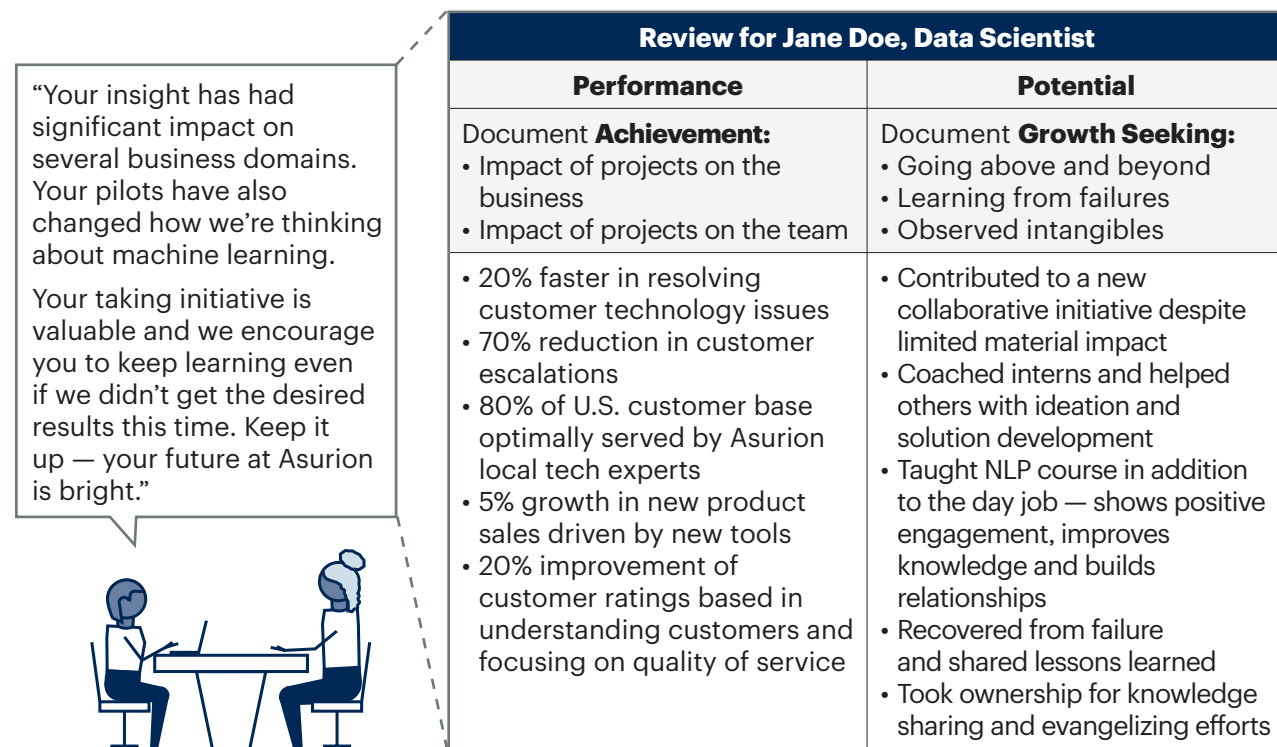 “Your insight has had
significant impact on
several business domains.
Your pilots have also
changed how we’re thinking
about machine learning.
Your taking initiative is
valuable and we encourage
you to keep learning even
if we didn’t get the desired
results this time. Keep it
up — your future at Asurion
is bright.”
Review for Jane Doe, Data Scientist
Performance
Document Achievement:
• Impact of projects on the
business
• Impact of projects on the team
• 20% faster in resolving
customer technology issues
• 70% reduction in customer
escalations
• 80% of U.S. customer base
optimally served by Asurion
local tech experts
• 5% growth in new product
sales driven by new tools
• 20% improvement of
customer ratings based in
understanding customers and
focusing on quality of service
Potential
Document Growth Seeking:
• Going above and beyond
• Learning from failures
• Observed intangibles
• Contributed to a new
collaborative initiative despite
limited material impact
• Coached interns and helped
others with ideation and
solution development
• Taught NLP course in addition
to the day job — shows positive
engagement, improves
knowledge and builds
relationships
• Recovered from failure
and shared lessons learned
• Took ownership for knowledge
sharing and evangelizing efforts